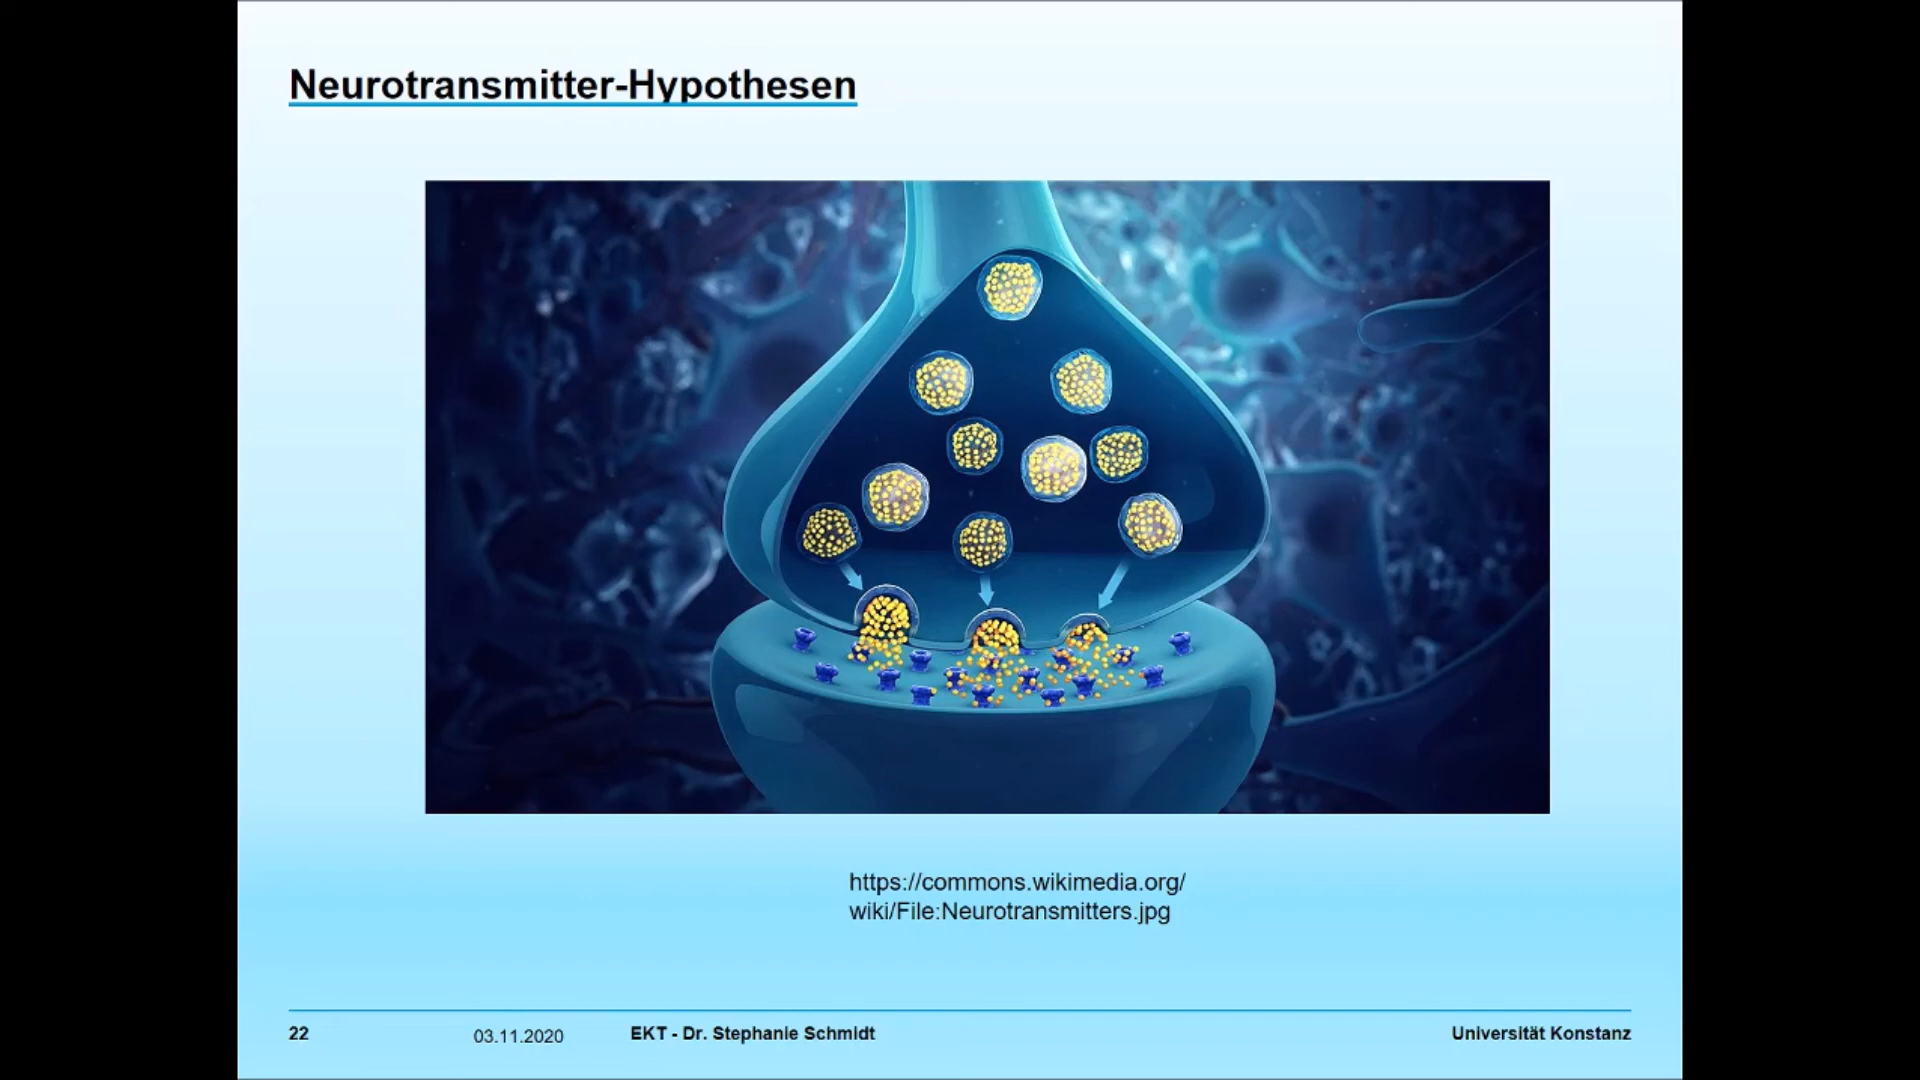 Neurotransmitter-Hypothesen
https://commons.wikimedia.org/
wiki/File:Neurotransmitters.jpg
22 03.11.2020 EKT - Dr. Stephanie Schmidt Universität Konstanz